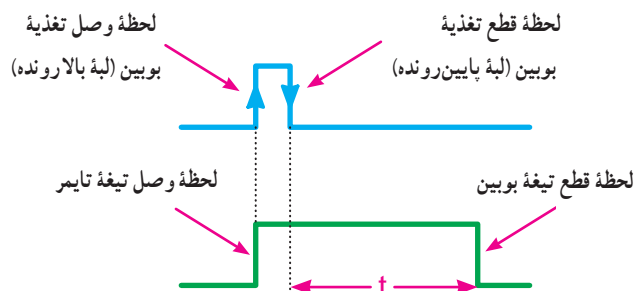 لحظهٔ قطع تغذیهٔ
بوبین (لبهٔ پایین‌رونده)
لحظهٔ وصل تغذیهٔ
بوبین (لبهٔ بالارونده)
لحظهٔ قطع تیغهٔ بوبین
لحظهٔ وصل تیغهٔ تایمر
t